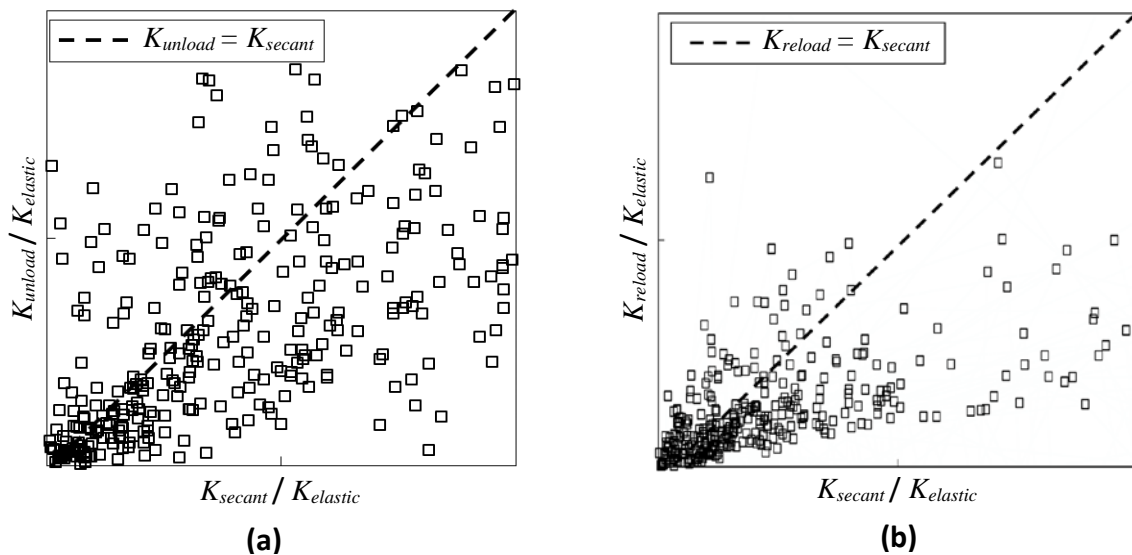 K_unload = K_secant
K_unload / K_elastic
K_secant / K_elastic
(a)
K_reload = K_secant
K_reload / K_elastic
K_secant / K_elastic
(b)